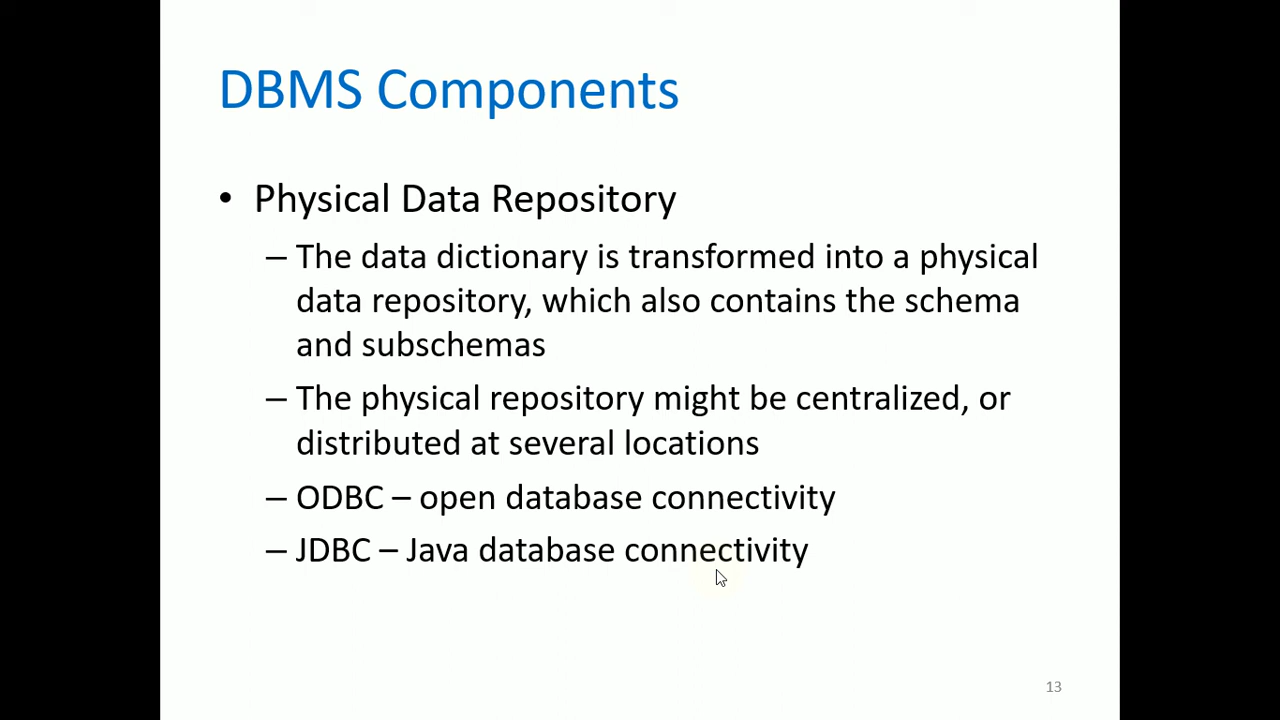 DBMS Components
• Physical Data Repository
– The data dictionary is transformed into a physical
data repository, which also contains the schema
and subschemas
– The physical repository might be centralized, or
distributed at several locations
– ODBC – open database connectivity
– JDBC – Java database connectivity
13